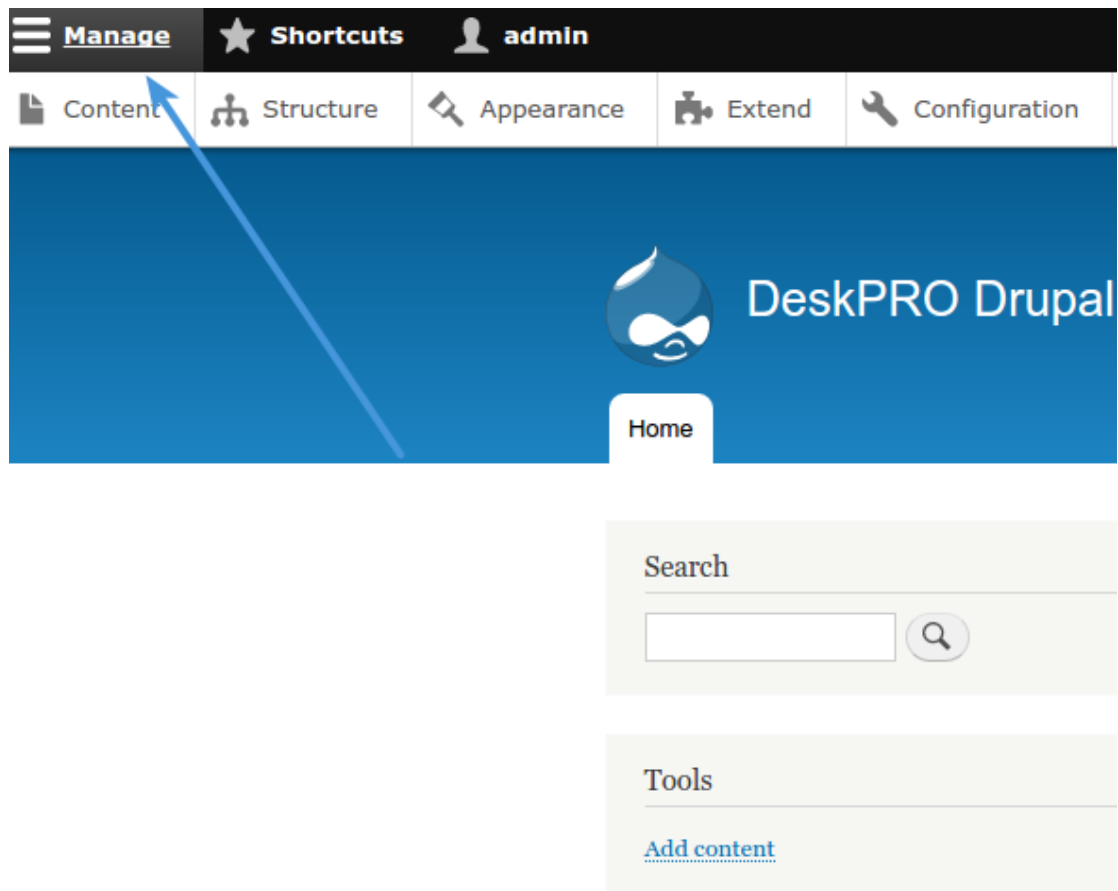 Manage Shortcuts admin
Content Structure Appearance Extend Configuration
DeskPRO Drupal
Home
Search
Tools
Add content